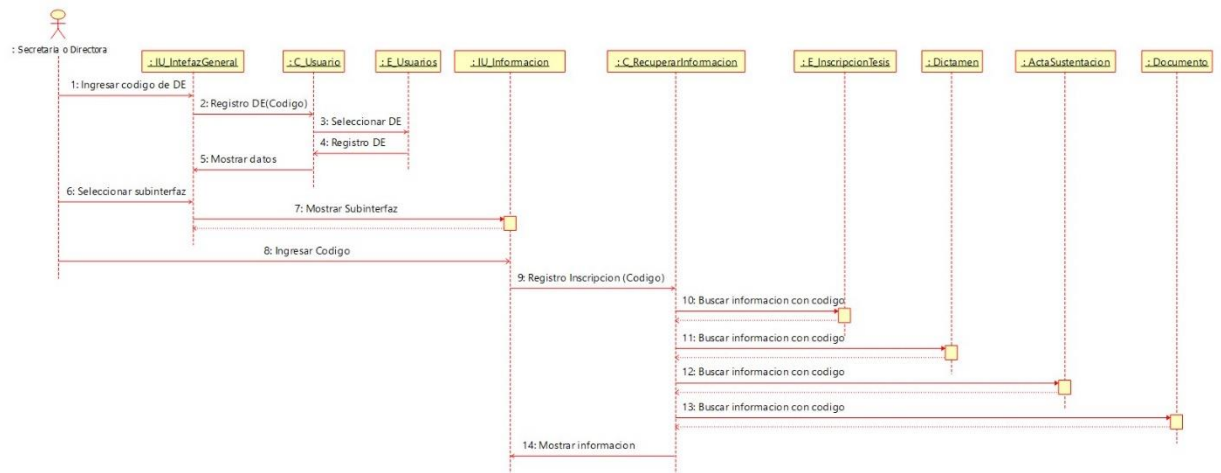 : Secretaria o Directora
: IU_IntefazGeneral
: C_Usuario
: E_Usuarios
: IU_Informacion
: C_RecuperarInformacion
: E_InscripcionTesis
: Dictamen
: ActaSustentacion
: Documento
1: Ingresar codigo de DE
2: Registro DE(Codigo)
3: Seleccionar DE
4: Registro DE
5: Mostrar datos
6: Seleccionar subinterfaz
7: Mostrar Subinterfaz
8: Ingresar Codigo
9: Registro Inscripcion (Codigo)
10: Buscar informacion con codigo
11: Buscar informacion con codigo
12: Buscar informacion con codigo
13: Buscar informacion con codigo
14: Mostrar informacion